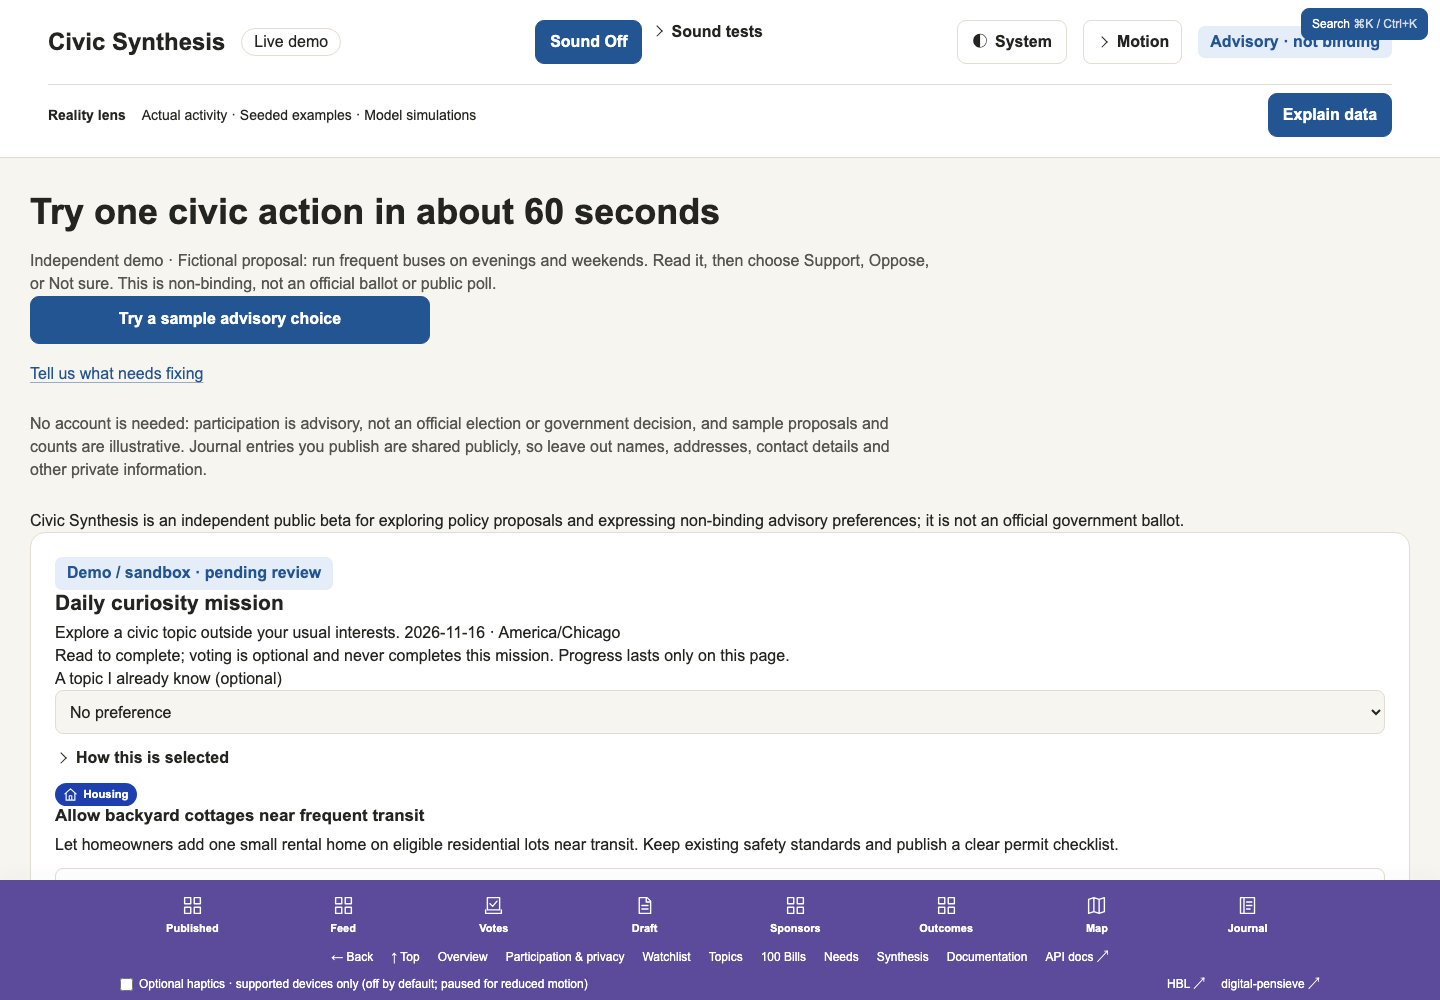 Civic Synthesis
Live demo
Sound Off
Sound tests
System
Motion
Advisory · not binding
Search ⌘K / Ctrl+K
Reality lens Actual activity · Seeded examples · Model simulations
Explain data
Try one civic action in about 60 seconds
Independent demo · Fictional proposal: run frequent buses on evenings and weekends. Read it, then choose Support, Oppose,
or Not sure. This is non-binding, not an official ballot or public poll.
Try a sample advisory choice
Tell us what needs fixing
No account is needed: participation is advisory, not an official election or government decision, and sample proposals and
counts are illustrative. Journal entries you publish are shared publicly, so leave out names, addresses, contact details and
other private information.
Civic Synthesis is an independent public beta for exploring policy proposals and expressing non-binding advisory preferences; it is not an official government ballot.
Demo / sandbox · pending review
Daily curiosity mission
Explore a civic topic outside your usual interests. 2026-11-16 · America/Chicago
Read to complete; voting is optional and never completes this mission. Progress lasts only on this page.
A topic I already know (optional)
No preference
How this is selected
Housing
Allow backyard cottages near frequent transit
Let homeowners add one small rental home on eligible residential lots near transit. Keep existing safety standards and publish a clear permit checklist.
Published Feed Votes Draft Sponsors Outcomes Map Journal
← Back ↑ Top Overview Participation & privacy Watchlist Topics 100 Bills Needs Synthesis Documentation API docs ↗
Optional haptics · supported devices only (off by default; paused for reduced motion)
HBL ↗ digital-pensieve ↗